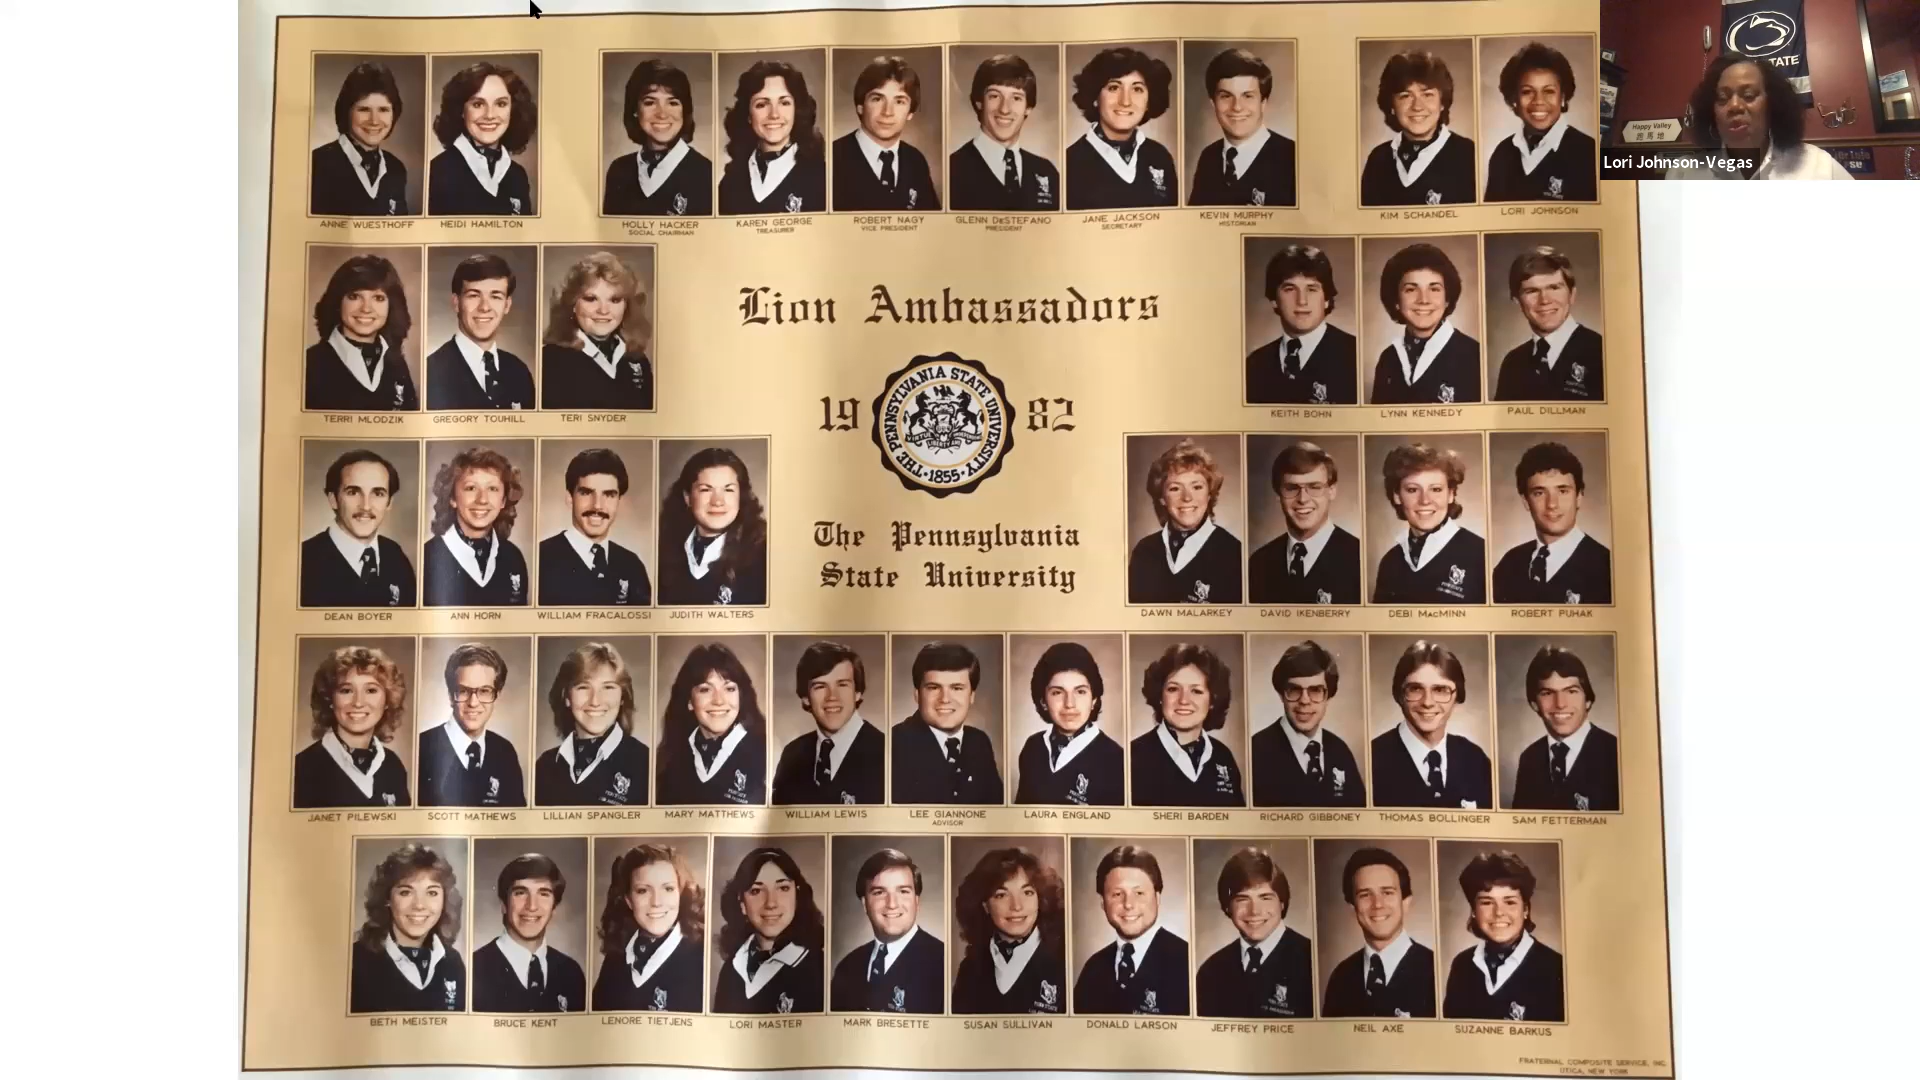 ANNE WUESTHOFF
HEIDI HAMILTON
HOLLY HACKER
SOCIAL CHAIRMAN
KAREN GEORGE
TREASURER
ROBERT NAGY
VICE PRESIDENT
GLENN DeSTEFANO
PRESIDENT
JANE JACKSON
SECRETARY
KEVIN MURPHY
HISTORIAN
KIM SCHANDEL
LORI JOHNSON
STATE
Happy Valley
跑馬地
Lori Johnson-Vegas
TERRI MLODZIK
GREGORY TOUHILL
TERI SNYDER
Lion Ambassadors
KEITH BOHN
LYNN KENNEDY
PAUL DILLMAN
19 82
THE PENNSYLVANIA STATE UNIVERSITY
1855
The Pennsylvania
State University
DEAN BOYER
ANN HORN
WILLIAM FRACALOSSI
JUDITH WALTERS
DAWN MALARKEY
DAVID IKENBERRY
DEBI MacMINN
ROBERT PUHAK
JANET PILEWSKI
SCOTT MATHEWS
LILLIAN SPANGLER
MARY MATTHEWS
WILLIAM LEWIS
LEE GIANNONE
ADVISOR
LAURA ENGLAND
SHERI BARDEN
RICHARD GIBBONEY
THOMAS BOLLINGER
SAM FETTERMAN
BETH MEISTER
BRUCE KENT
LENORE TIETJENS
LORI MASTER
MARK BRESETTE
SUSAN SULLIVAN
DONALD LARSON
JEFFREY PRICE
NEIL AXE
SUZANNE BARKUS
FRATERNAL COMPOSITE SERVICE, INC.
UTICA, NEW YORK